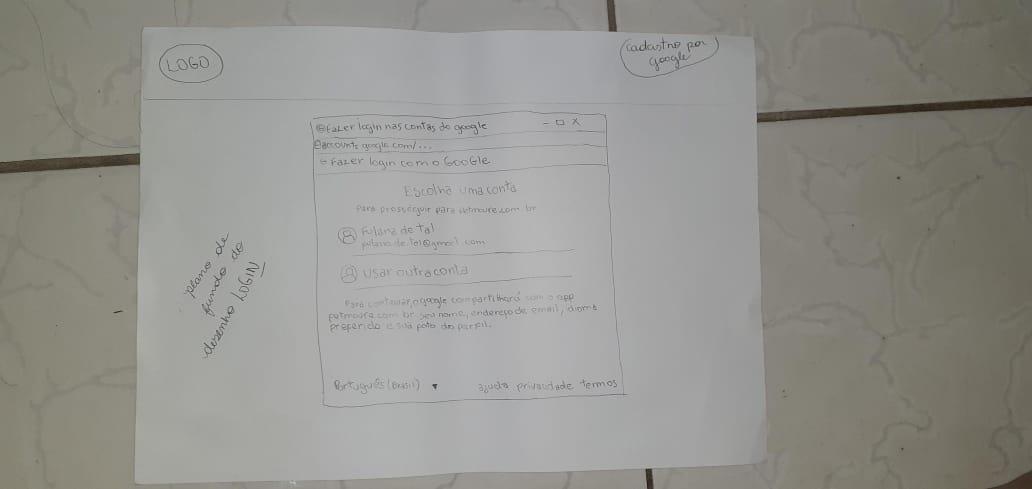 LOGO
Cadastro por
google
Fazer login nas contas do google
- □ X
accounts google.com/...
Fazer login com o GooGle
Escolha uma conta
Para prosseguir para petmoure.com.br
Fulana de Tal
fulana.de.tal@gmail.com
usar outra conta
Para continuar, o google compartilhará com o app
petmoure.com.br seu nome, endereço de email, idioma
preferido e sua foto do perfil.
Português (Brasil) ▼
ajuda privacidade termos
plano de
fundo do
desenho LOGIN